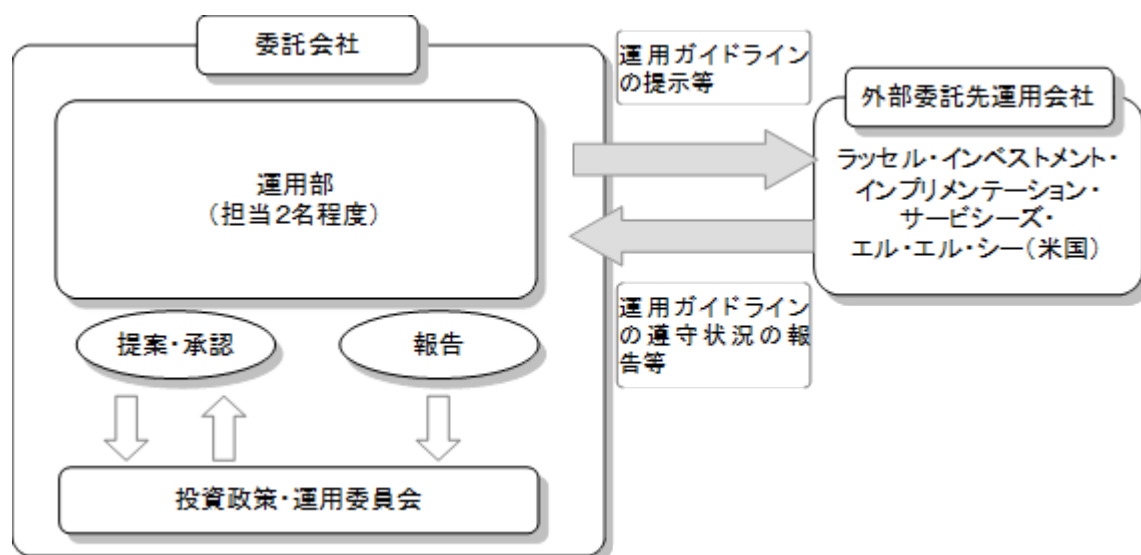 委託会社
運用部
（担当２名程度）
提案・承認
報告
投資政策・運用委員会
運用ガイドライン
の提示等
運用ガイドライン
の遵守状況の報
告等
外部委託先運用会社
ラッセル・インベストメント・
インプリメンテーション・
サービシーズ・
エル・エル・シー（米国）